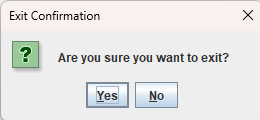 Exit Confirmation
Are you sure you want to exit?
Yes No